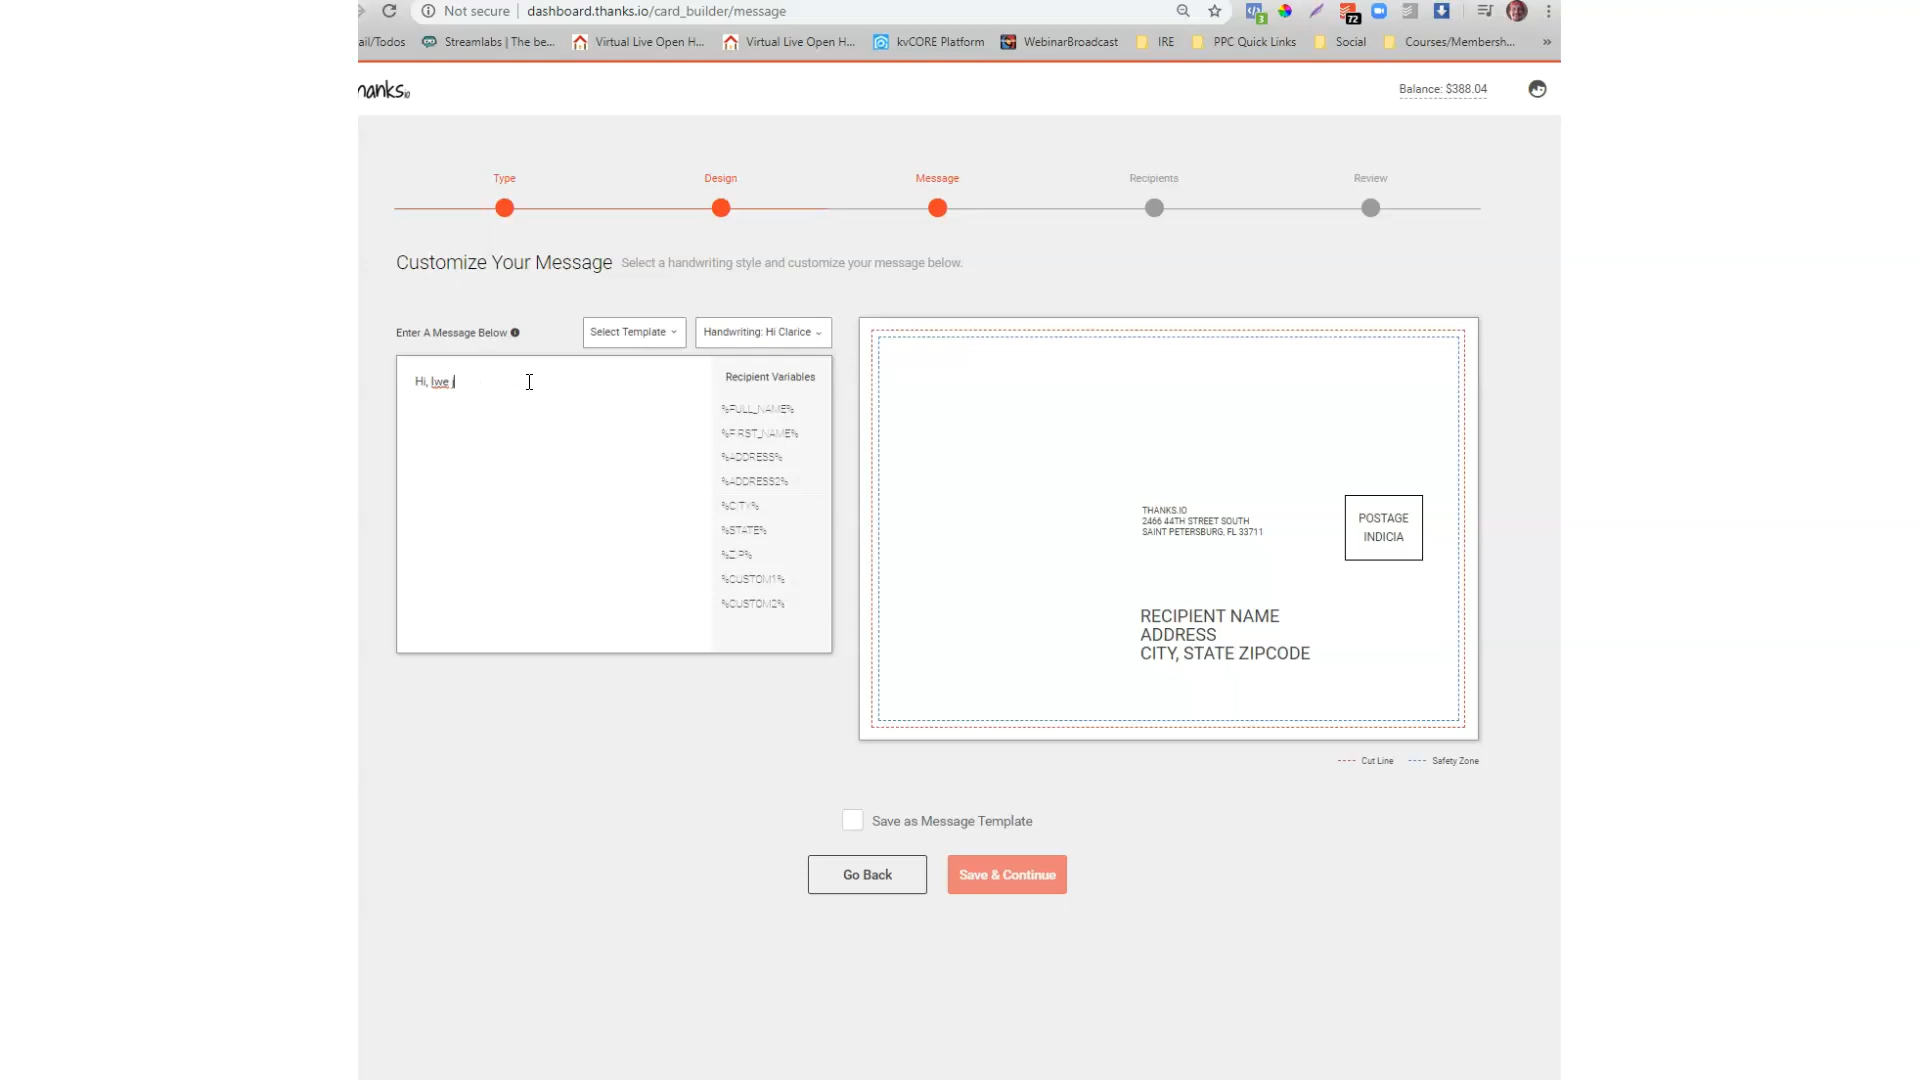 Not secure | dashboard.thanks.io/card_builder/message
3
72
ail/Todos Streamlabs | The be... Virtual Live Open H... Virtual Live Open H... kvCORE Platform WebinarBroadcast IRE PPC Quick Links Social Courses/Membersh... »
hanks.io
Balance: $388.04
Type Design Message Recipients Review
Customize Your Message Select a handwriting style and customize your message below.
Enter A Message Below
Select Template
Handwriting: Hi Clarice
Hi, Iwe j
Recipient Variables
%FULL_NAME%
%FIRST_NAME%
%ADDRESS%
%ADDRESS2%
%CITY%
%STATE%
%ZIP%
%CUSTOM1%
%CUSTOM2%
THANKS.IO
2466 44TH STREET SOUTH
SAINT PETERSBURG, FL 33711
POSTAGE
INDICIA
RECIPIENT NAME
ADDRESS
CITY, STATE ZIPCODE
Cut Line Safety Zone
Save as Message Template
Go Back Save & Continue